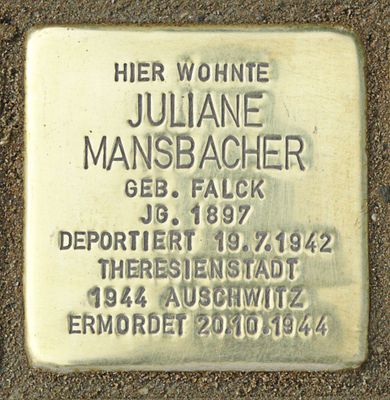 HIER WOHNTE
JULIANE
MANSBACHER
GEB. FALCK
JG. 1897
DEPORTIERT 19.7.1942
THERESIENSTADT
1944 AUSCHWITZ
ERMORDET 20.10.1944